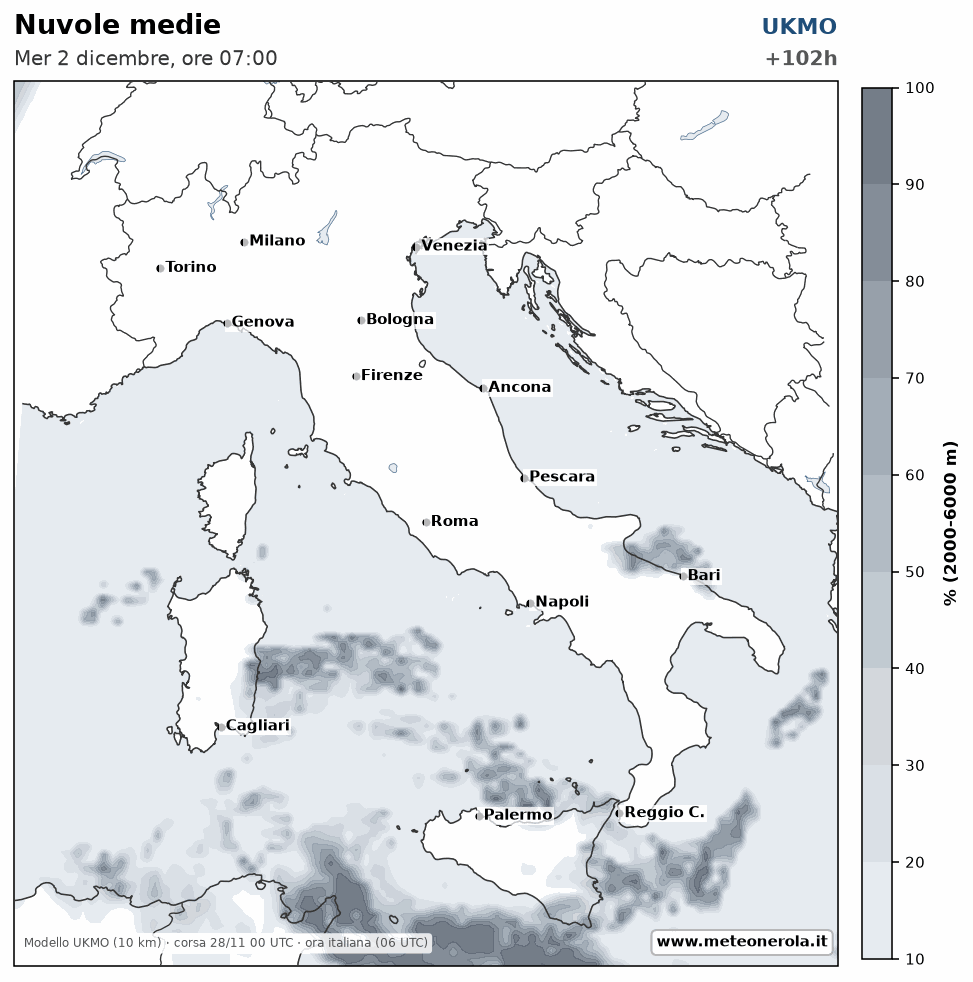 Nuvole medie
UKMO
Mer 2 dicembre, ore 07:00
+102h
Milano
Venezia
Torino
Genova
Bologna
Firenze
Ancona
Pescara
Roma
Bari
Napoli
Cagliari
Palermo
Reggio C.
Modello UKMO (10 km) · corsa 28/11 00 UTC · ora italiana (06 UTC)
www.meteonerola.it
100
90
80
70
60
50
40
30
20
10
% (2000-6000 m)